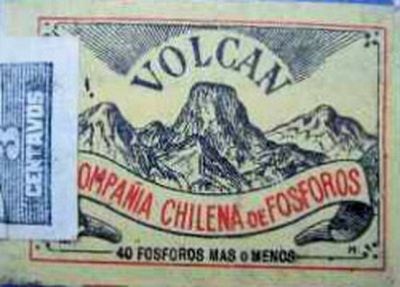 VOLCAN
3
CENTAVOS
OMPAÑIA CHILENA DE FOSFOROS
40 FOSFOROS MAS O MENOS